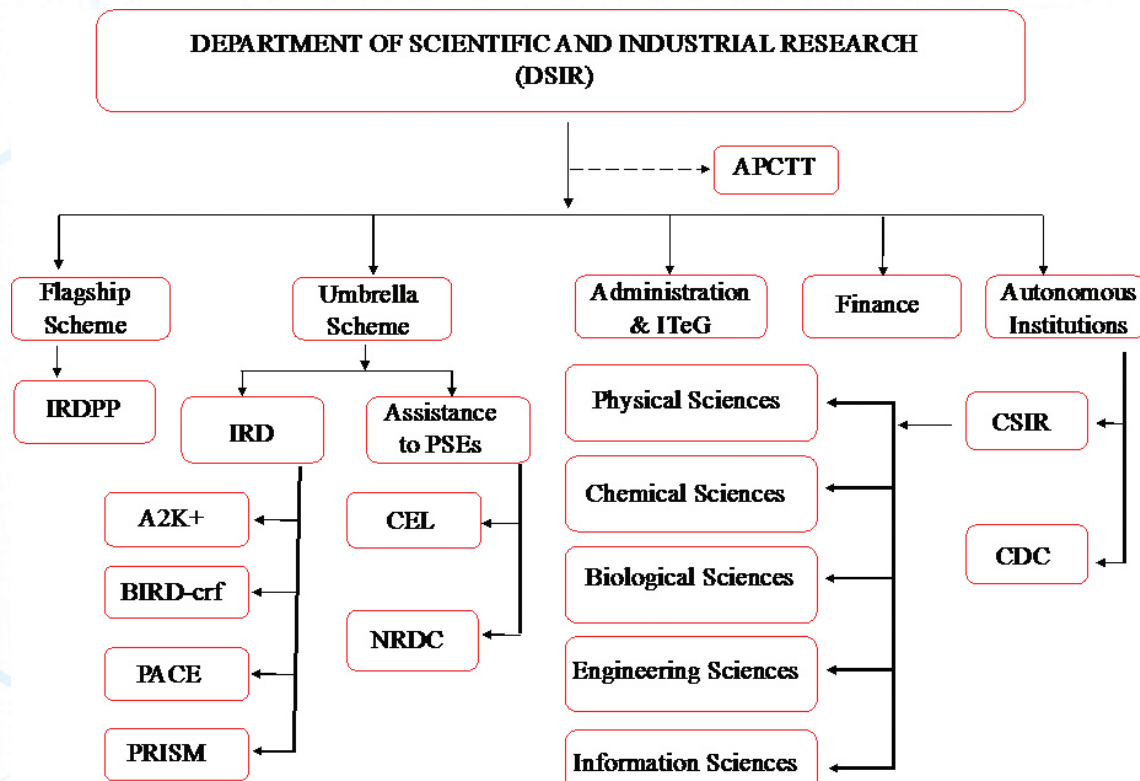 DEPARTMENT OF SCIENTIFIC AND INDUSTRIAL RESEARCH
(DSIR)
APCTT
Flagship
Scheme
Umbrella
Scheme
Administration
& ITeG
Finance
Autonomous
Institutions
IRDPP
IRD
Assistance
to PSEs
Physical Sciences
CSIR
A2K+
CEL
Chemical Sciences
BIRD-crf
Biological Sciences
CDC
NRDC
PACE
Engineering Sciences
PRISM
Information Sciences